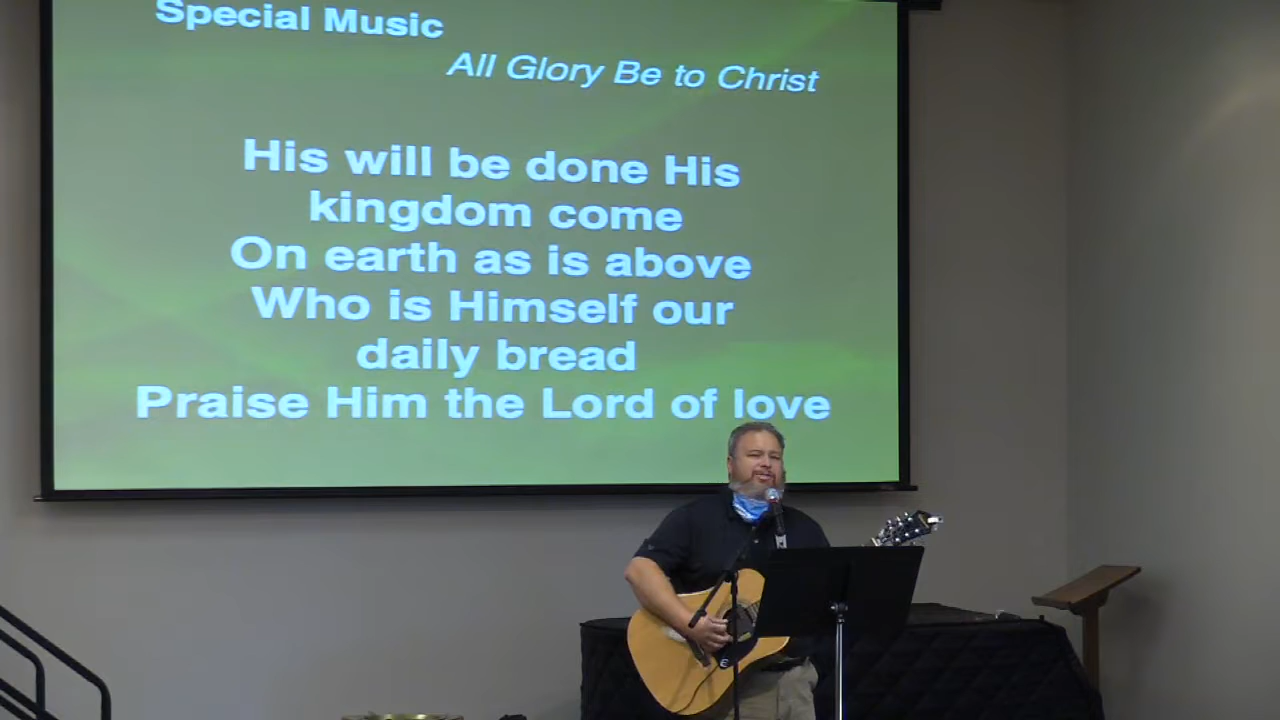 Special Music
All Glory Be to Christ
His will be done His
kingdom come
On earth as is above
Who is Himself our
daily bread
Praise Him the Lord of love